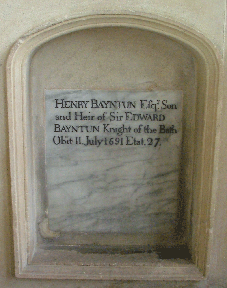 HENRY BAYNTUN Esqr. Son
and Heir of Sir EDWARD
BAYNTUN Knight of the Bath
Obit 11. July 1691 Ætat. 27.